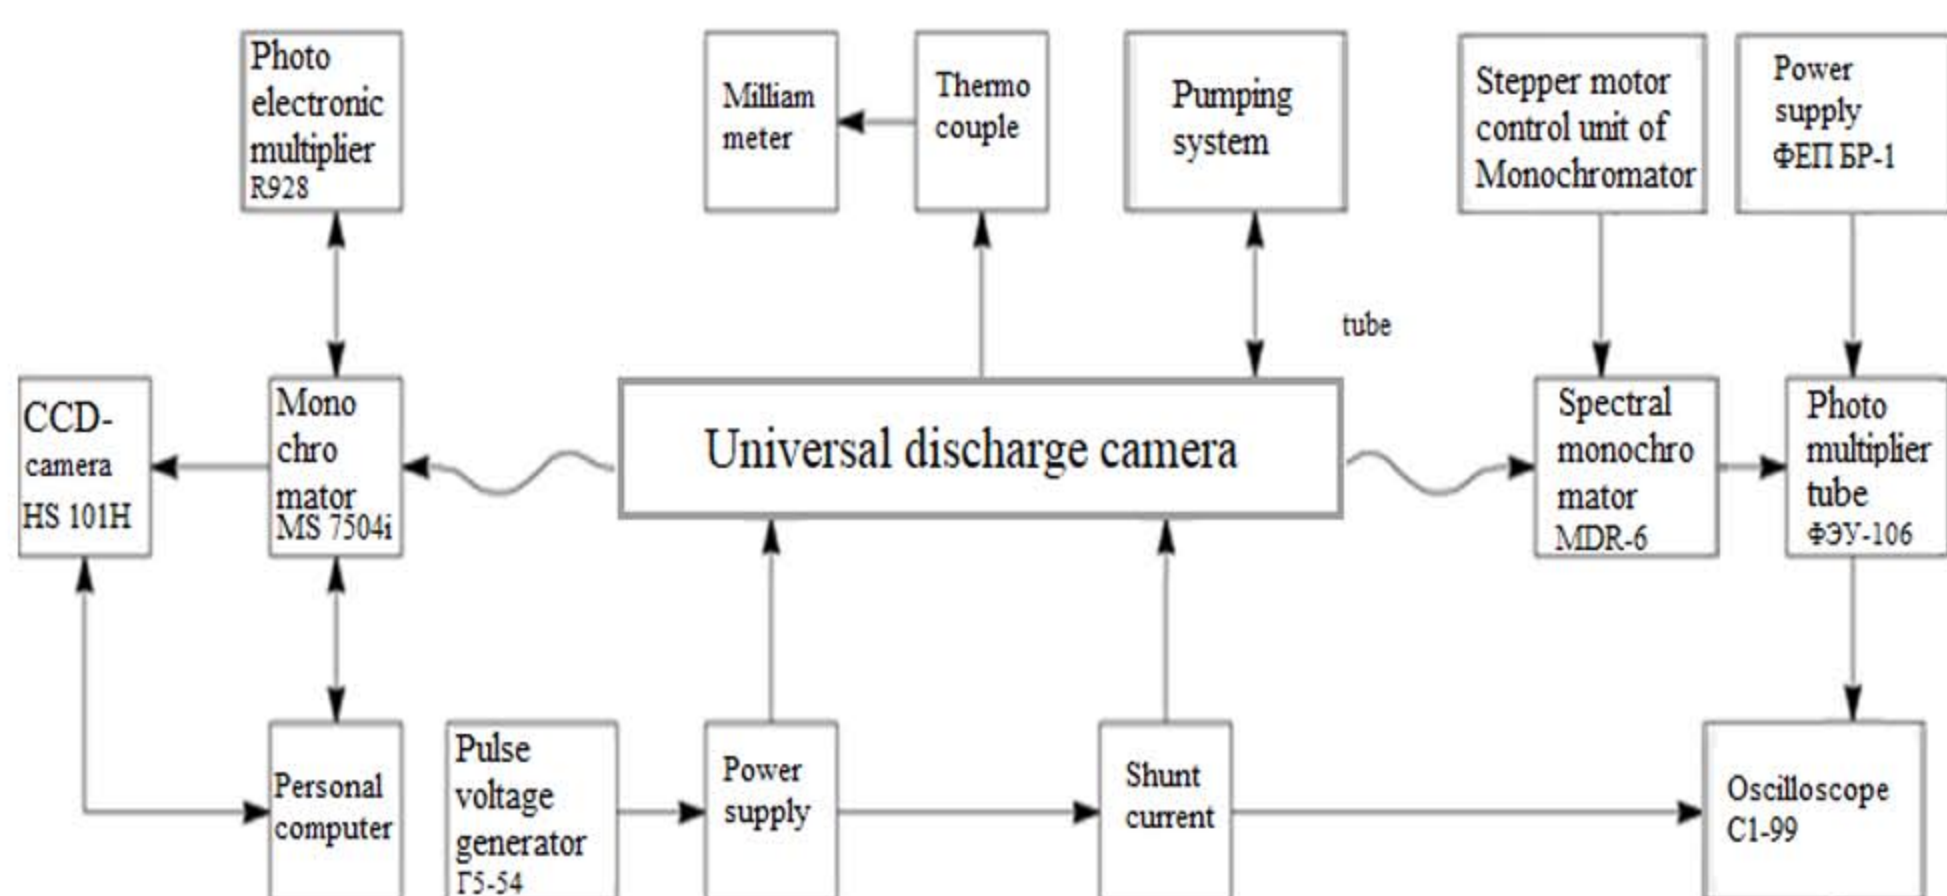 Photo
electronic
multiplier
R928
Milliam
meter
Thermo
couple
Pumping
system
Stepper motor
control unit of
Monochromator
Power
supply
ФЕП БР-1
tube
CCD-
camera
HS 101H
Mono
chro
mator
MS 7504i
Universal discharge camera
Spectral
monochro
mator
MDR-6
Photo
multiplier
tube
ФЭУ-106
Personal
computer
Pulse
voltage
generator
Г5-54
Power
supply
Shunt
current
Oscilloscope
C1-99